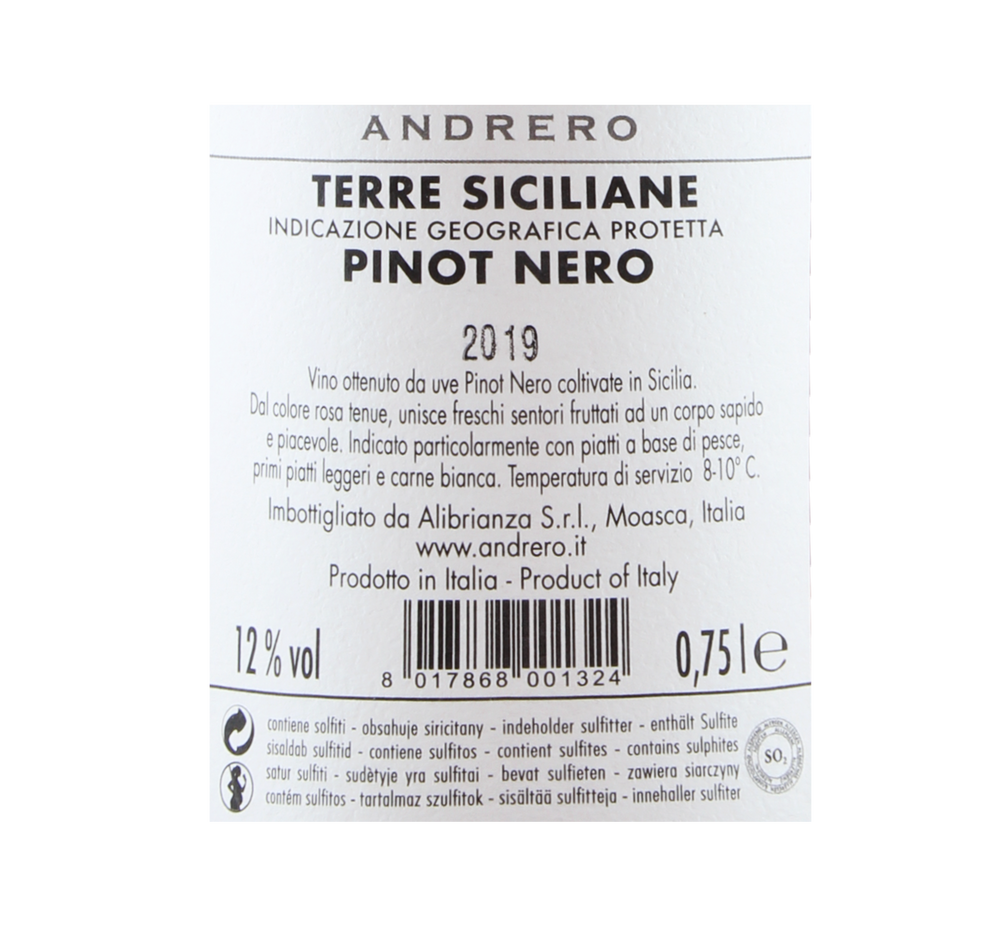 ANDRERO
TERRE SICILIANE
INDICAZIONE GEOGRAFICA PROTETTA
PINOT NERO
2019
Vino ottenuto da uve Pinot Nero coltivate in Sicilia.
Dal colore rosa tenue, unisce freschi sentori fruttati ad un corpo sapido
e piacevole. Indicato particolarmente con piatti a base di pesce,
primi piatti leggeri e carne bianca. Temperatura di servizio 8-10° C.
Imbottigliato da Alibrianza S.r.l., Moasca, Italia
www.andrero.it
Prodotto in Italia - Product of Italy
12 % vol
8 017868 001324
0,75 l e
contiene solfiti - obsahuje siricitany - indeholder sulfitter - enthält Sulfite
sisaldab sulfitid - contiene sulfitos - contient sulfites - contains sulphites
satur sulfiti - sudėtyje yra sulfitai - bevat sulfieten - zawiera siarczyny
contém sulfitos - tartalmaz szulfitok - sisältää sulfitteja - innehaller sulfiter
SO₂